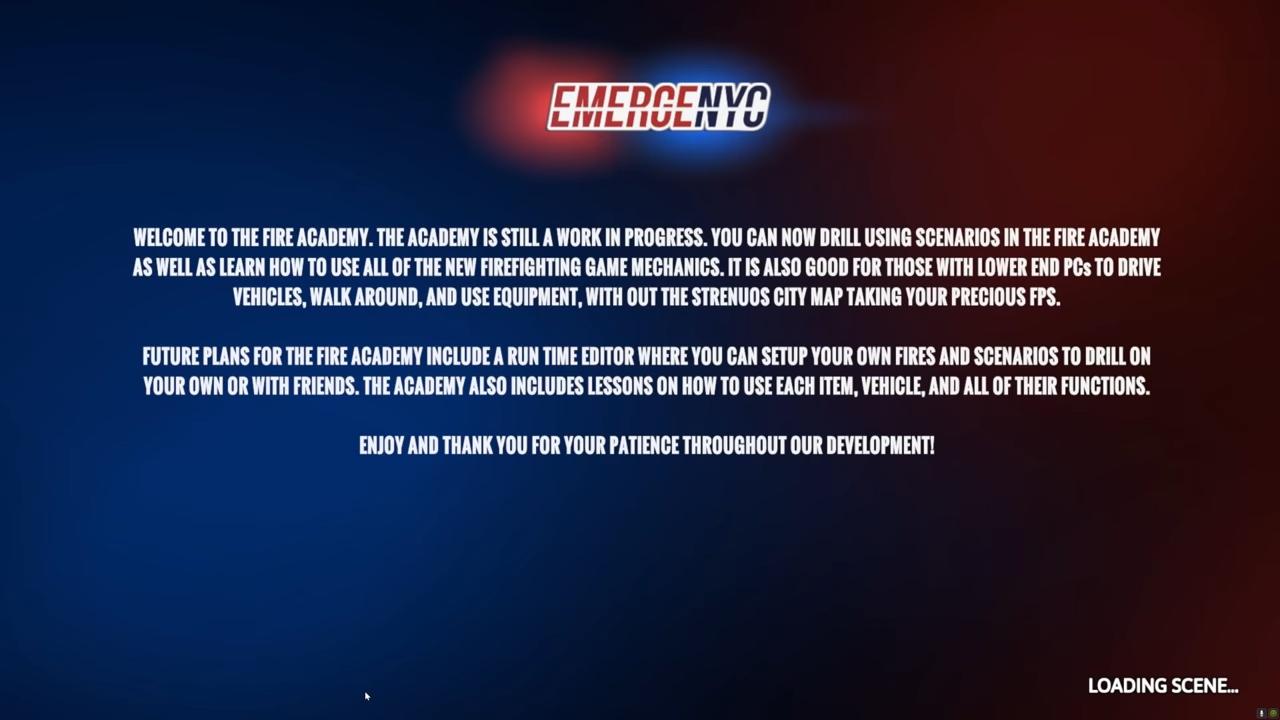 EMERGENYC
WELCOME TO THE FIRE ACADEMY. THE ACADEMY IS STILL A WORK IN PROGRESS. YOU CAN NOW DRILL USING SCENARIOS IN THE FIRE ACADEMY
AS WELL AS LEARN HOW TO USE ALL OF THE NEW FIREFIGHTING GAME MECHANICS. IT IS ALSO GOOD FOR THOSE WITH LOWER END PCs TO DRIVE
VEHICLES, WALK AROUND, AND USE EQUIPMENT, WITH OUT THE STRENUOS CITY MAP TAKING YOUR PRECIOUS FPS.
FUTURE PLANS FOR THE FIRE ACADEMY INCLUDE A RUN TIME EDITOR WHERE YOU CAN SETUP YOUR OWN FIRES AND SCENARIOS TO DRILL ON
YOUR OWN OR WITH FRIENDS. THE ACADEMY ALSO INCLUDES LESSONS ON HOW TO USE EACH ITEM, VEHICLE, AND ALL OF THEIR FUNCTIONS.
ENJOY AND THANK YOU FOR YOUR PATIENCE THROUGHOUT OUR DEVELOPMENT!
LOADING SCENE...